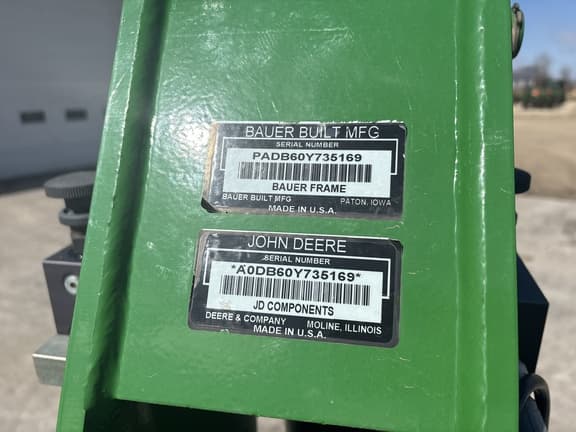 BAUER BUILT MFG
SERIAL NUMBER
PADB60Y735169
BAUER FRAME
BAUER BUILT MFG PATON, IOWA
MADE IN U.S.A.
JOHN DEERE
SERIAL NUMBER
*A0DB60Y735169*
JD COMPONENTS
DEERE & COMPANY MOLINE, ILLINOIS
MADE IN U.S.A.